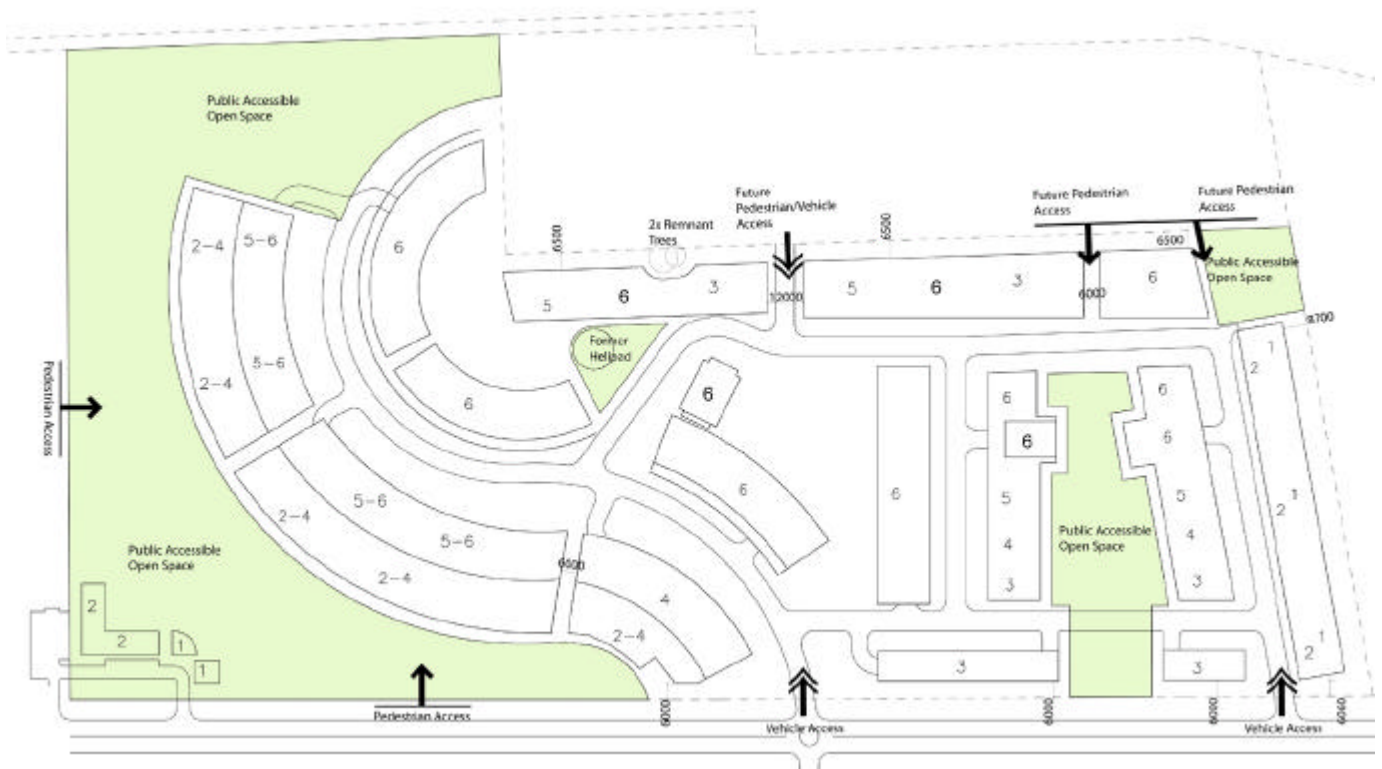 Public Accessible
Open Space
2-4
5-6
6
5-6
2-4
Pedestrian Access
6
Future
Pedestrian/Vehicle
Access
Future Pedestrian
Access
Future Pedestrian
Access
2x Remnant
Trees
6500
6500
6500
5
6
3
12000
5
6
3
6000
6
Public Accessible
Open Space
Former
Helipad
6
6
6
6
6
5
4
3
6
6
5
4
3
Public Accessible
Open Space
1
2
1
2
1
2
5-6
5-6
2-4
2-4
4
2-4
Public Accessible
Open Space
2
2
1
1
3
3
Pedestrian Access
6000
Vehicle Access
6000
6000
Vehicle Access
6060